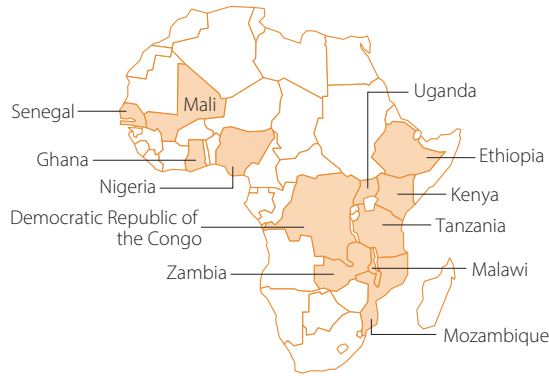 Uganda
Mali
Senegal
Ghana
Ethiopia
Nigeria
Kenya
Democratic Republic of
the Congo
Tanzania
Zambia
Malawi
Mozambique